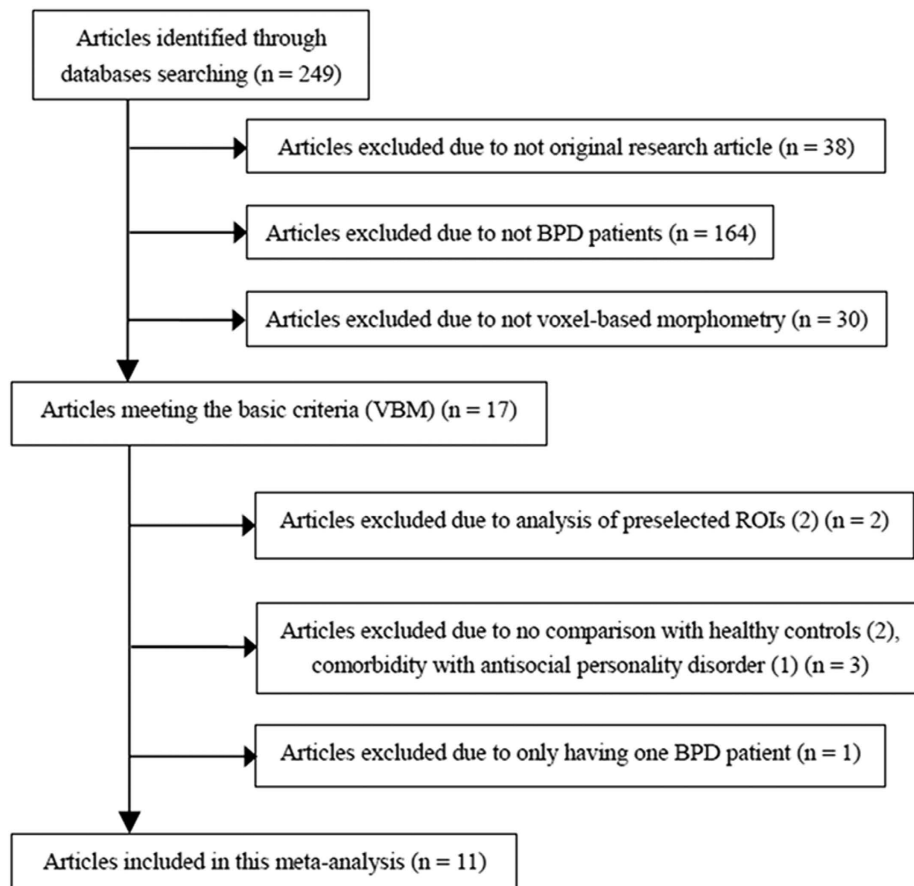 Articles identified through
databases searching (n = 249)
Articles excluded due to not original research article (n = 38)
Articles excluded due to not BPD patients (n = 164)
Articles excluded due to not voxel-based morphometry (n = 30)
Articles meeting the basic criteria (VBM) (n = 17)
Articles excluded due to analysis of preselected ROIs (2) (n = 2)
Articles excluded due to no comparison with healthy controls (2),
comorbidity with antisocial personality disorder (1) (n = 3)
Articles excluded due to only having one BPD patient (n = 1)
Articles included in this meta-analysis (n = 11)